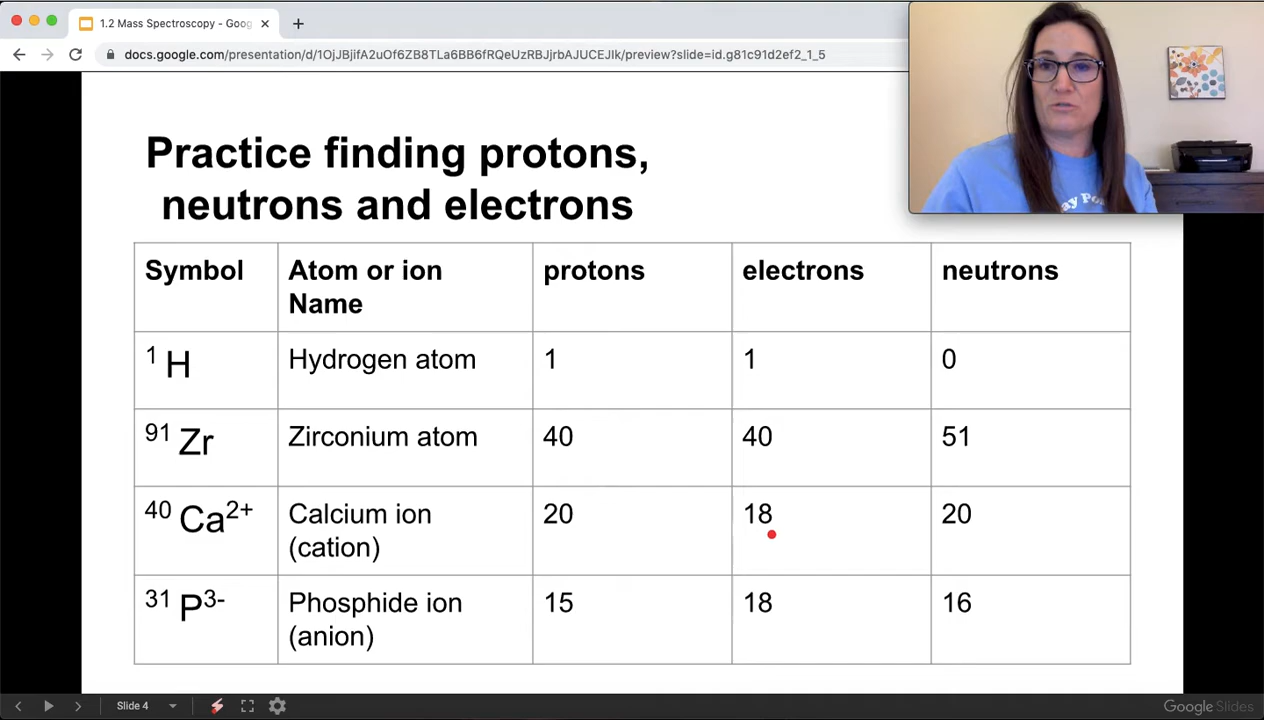 1.2 Mass Spectroscopy - Goog
docs.google.com/presentation/d/1OjJBjifA2uOf6ZB8TLa6BB6fRQeUzRBJjrbAJUCEJIk/preview?slide=id.g81c91d2ef2_1_5
Practice finding protons,
neutrons and electrons
Symbol Atom or ion Name protons electrons neutrons
¹ H Hydrogen atom 1 1 0
⁹¹ Zr Zirconium atom 40 40 51
⁴⁰ Ca²⁺ Calcium ion (cation) 20 18 20
³¹ P³⁻ Phosphide ion (anion) 15 18 16
Slide 4
Google Slides